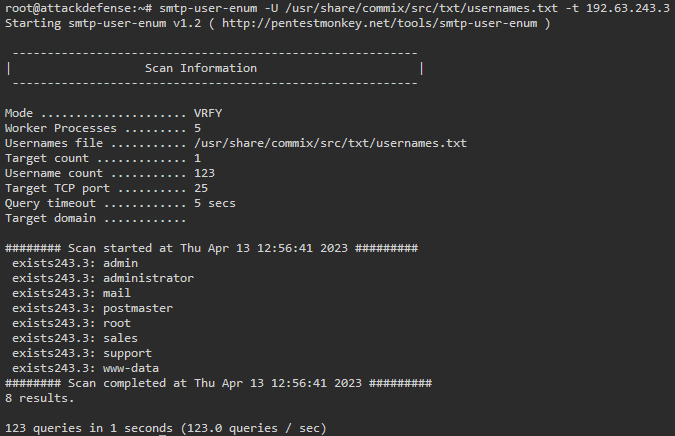 root@attackdefense:~# smtp-user-enum -U /usr/share/commix/src/txt/usernames.txt -t 192.63.243.3
Starting smtp-user-enum v1.2 ( http://pentestmonkey.net/tools/smtp-user-enum )
----------------------------------------------------------
| Scan Information |
----------------------------------------------------------
Mode ..................... VRFY
Worker Processes ......... 5
Usernames file ........... /usr/share/commix/src/txt/usernames.txt
Target count ............. 1
Username count ........... 123
Target TCP port .......... 25
Query timeout ............ 5 secs
Target domain ............
######## Scan started at Thu Apr 13 12:56:41 2023 #########
exists243.3: admin
exists243.3: administrator
exists243.3: mail
exists243.3: postmaster
exists243.3: root
exists243.3: sales
exists243.3: support
exists243.3: www-data
######## Scan completed at Thu Apr 13 12:56:41 2023 #########
8 results.
123 queries in 1 seconds (123.0 queries / sec)